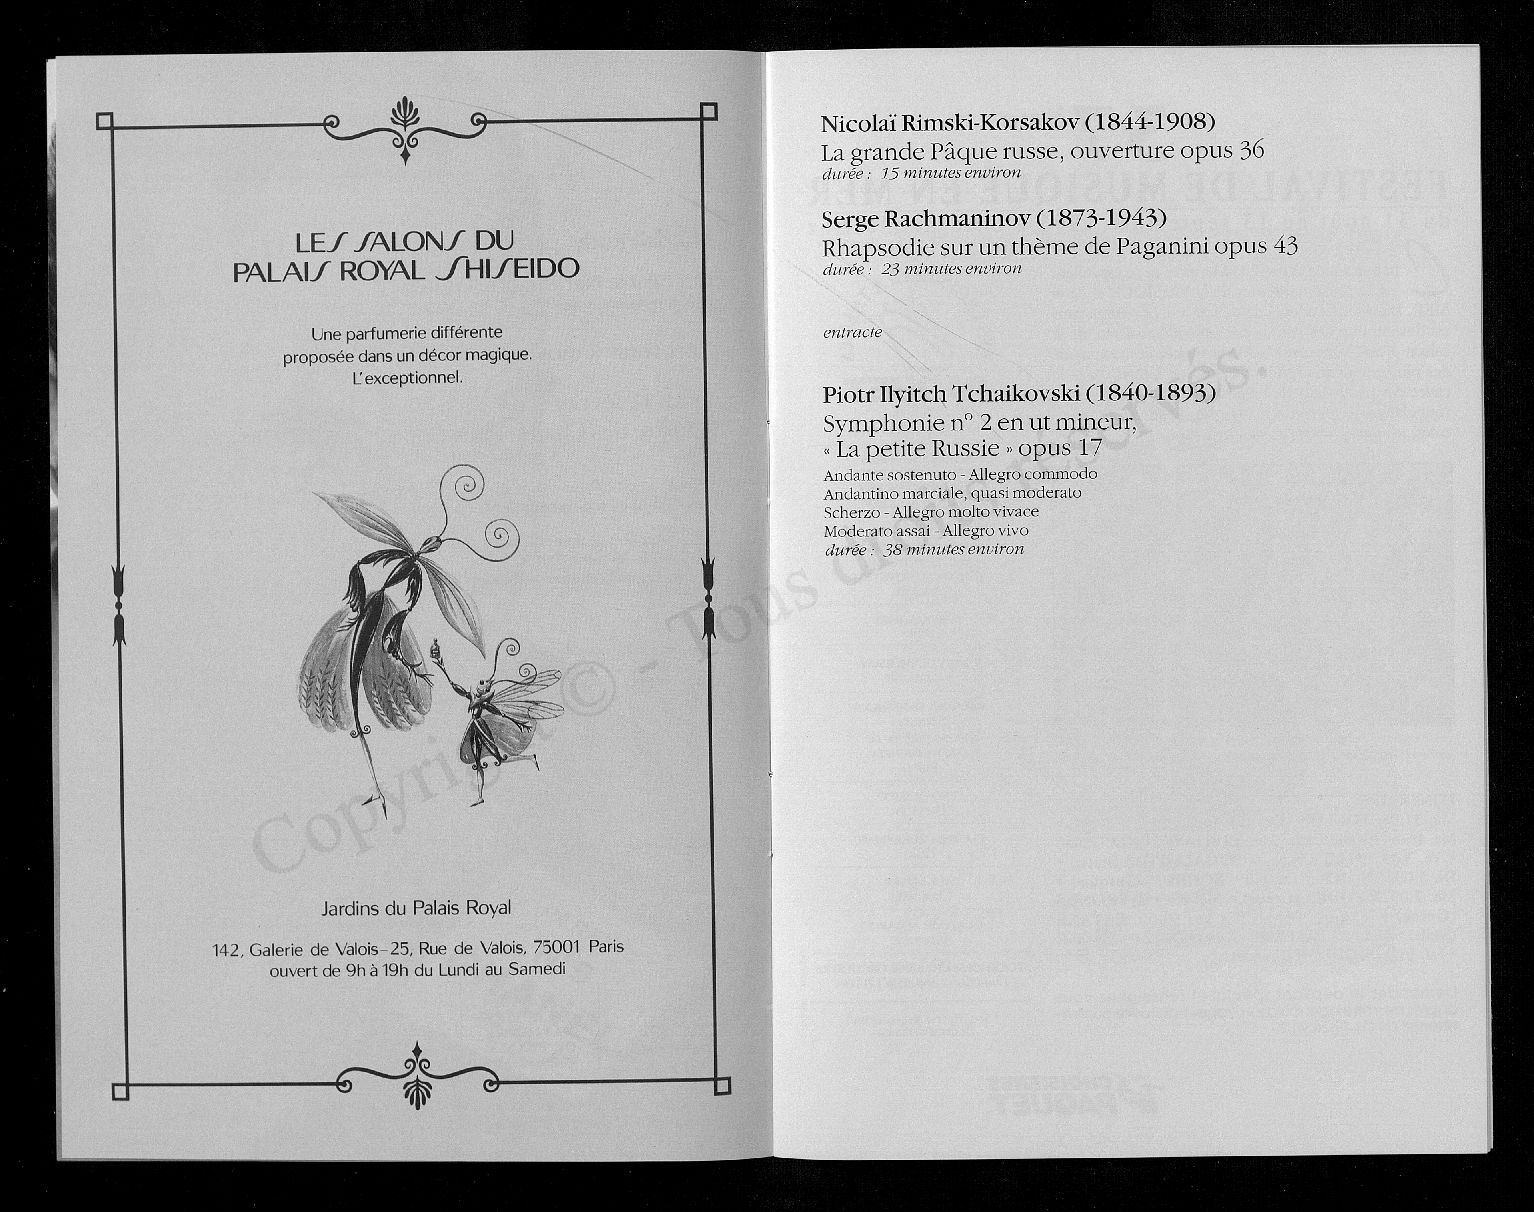 LES SALONS DU
PALAIS ROYAL SHISEIDO
Une parfumerie différente
proposée dans un décor magique.
L'exceptionnel.
Jardins du Palais Royal
142, Galerie de Valois-25, Rue de Valois, 75001 Paris
ouvert de 9h à 19h du Lundi au Samedi
Nicolaï Rimski-Korsakov (1844-1908)
La grande Pâque russe, ouverture opus 36
durée : 15 minutes environ
Serge Rachmaninov (1873-1943)
Rhapsodie sur un thème de Paganini opus 43
durée : 23 minutes environ
entracte
Piotr Ilyitch Tchaikovski (1840-1893)
Symphonie n° 2 en ut mineur,
« La petite Russie » opus 17
Andante sostenuto - Allegro commodo
Andantino marciale, quasi moderato
Scherzo - Allegro molto vivace
Moderato assai - Allegro vivo
durée : 38 minutes environ
Copyright © - Tous droits réservés.